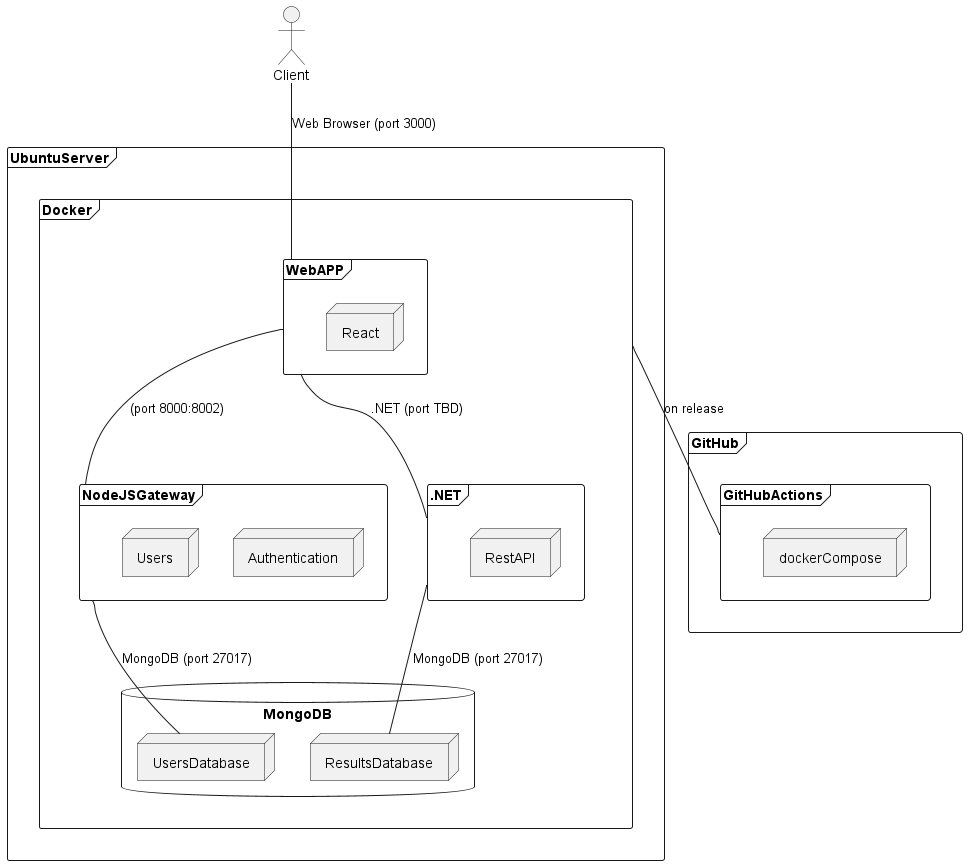 Client
Web Browser (port 3000)
UbuntuServer
Docker
WebAPP
React
(port 8000:8002)
.NET (port TBD)
on release
GitHub
NodeJSGateway
.NET
GitHubActions
Users
Authentication
RestAPI
dockerCompose
MongoDB (port 27017)
MongoDB (port 27017)
MongoDB
UsersDatabase
ResultsDatabase